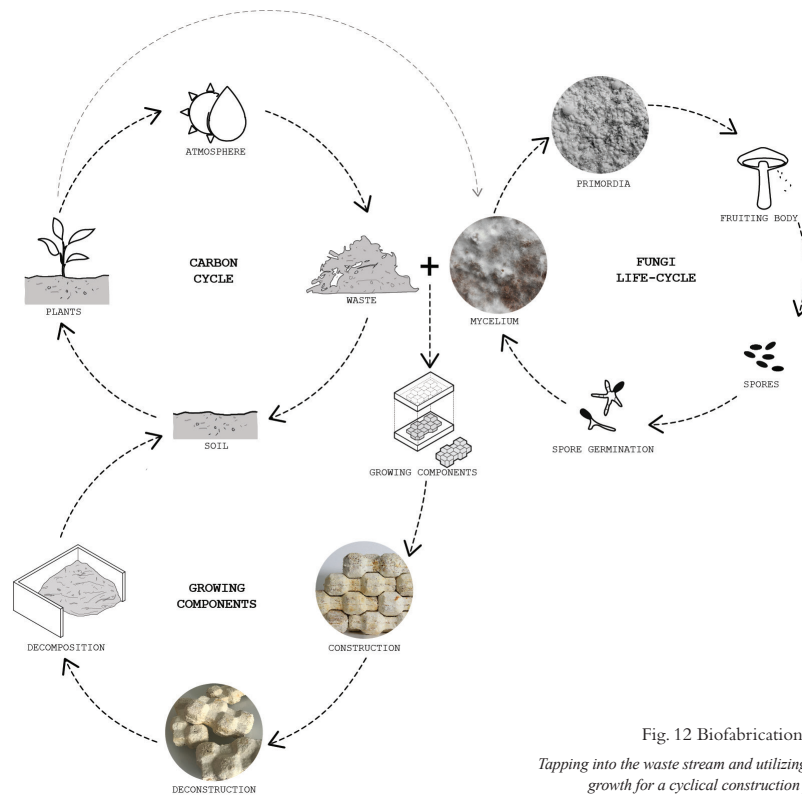 ATMOSPHERE
PRIMORDIA
FRUITING BODY
CARBON
CYCLE
FUNGI
LIFE-CYCLE
PLANTS
WASTE
+
MYCELIUM
SPORES
SOIL
GROWING COMPONENTS
SPORE GERMINATION
GROWING
COMPONENTS
DECOMPOSITION
CONSTRUCTION
DECONSTRUCTION
Fig. 12 Biofabrication
Tapping into the waste stream and utilizing
growth for a cyclical construction